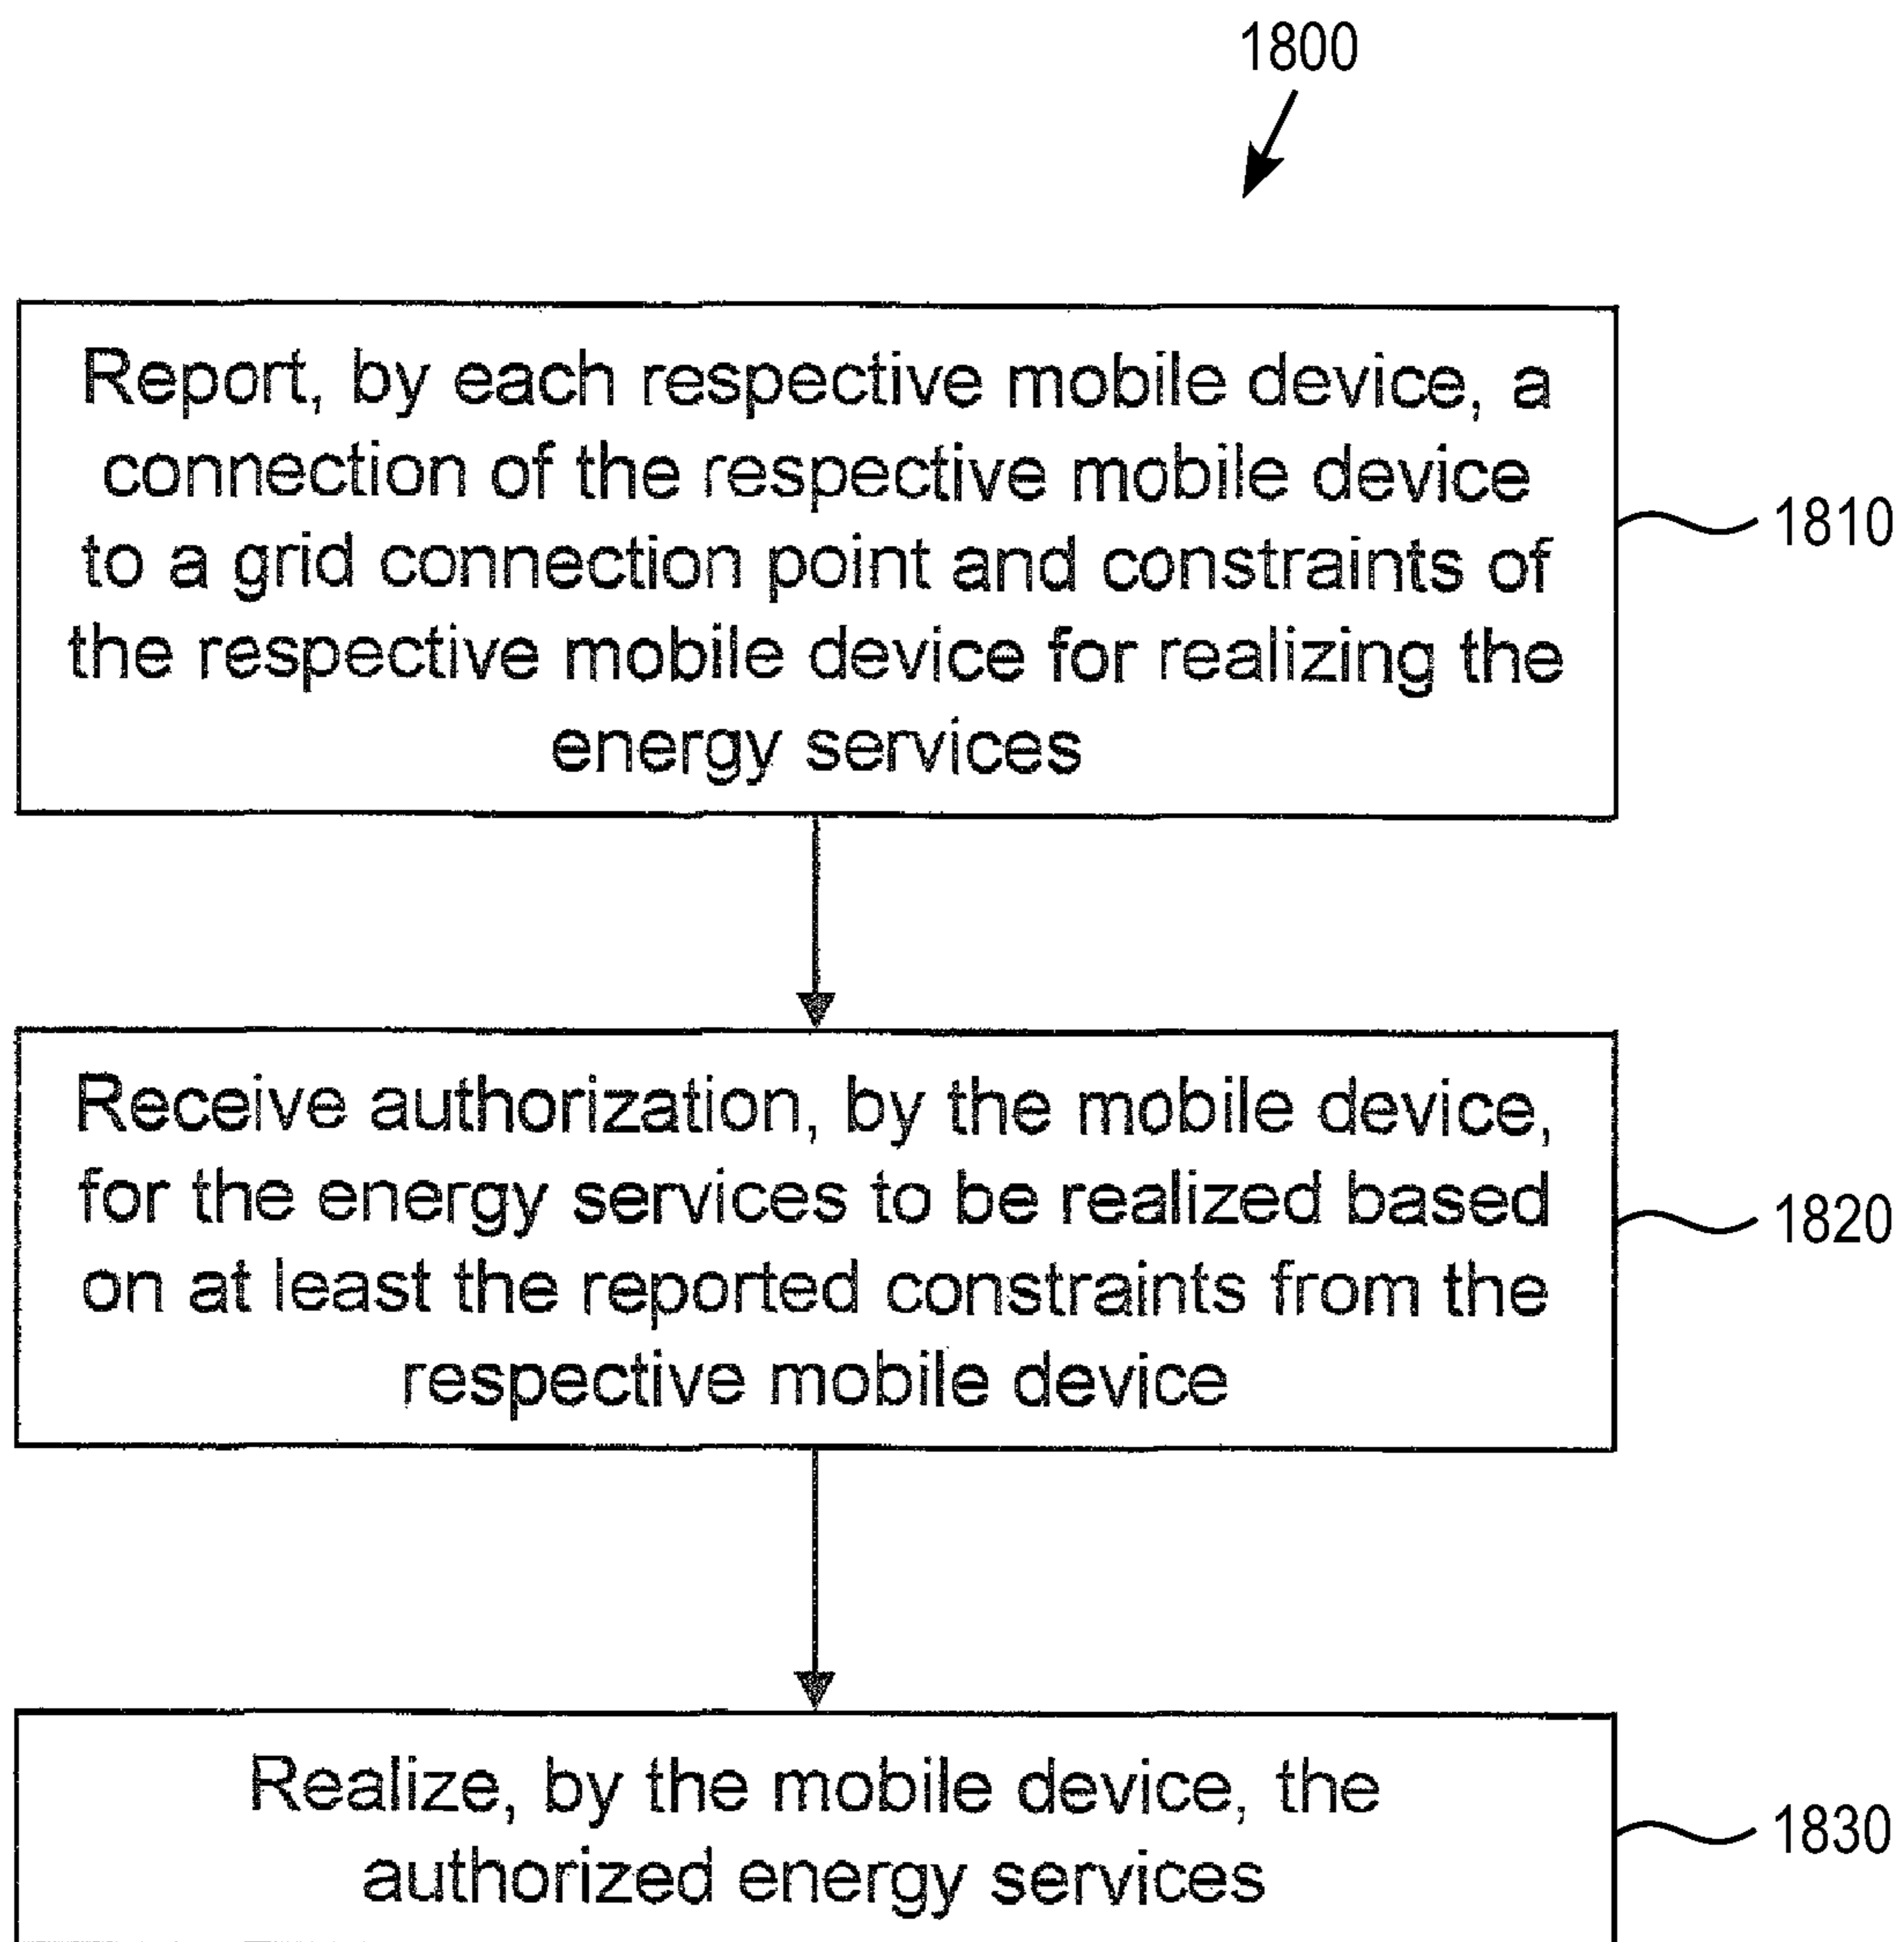 1800
Report, by each respective mobile device, a
connection of the respective mobile device
to a grid connection point and constraints of
the respective mobile device for realizing the
energy services
1810
Receive authorization, by the mobile device,
for the energy services to be realized based
on at least the reported constraints from the
respective mobile device
1820
Realize, by the mobile device, the
authorized energy services
1830